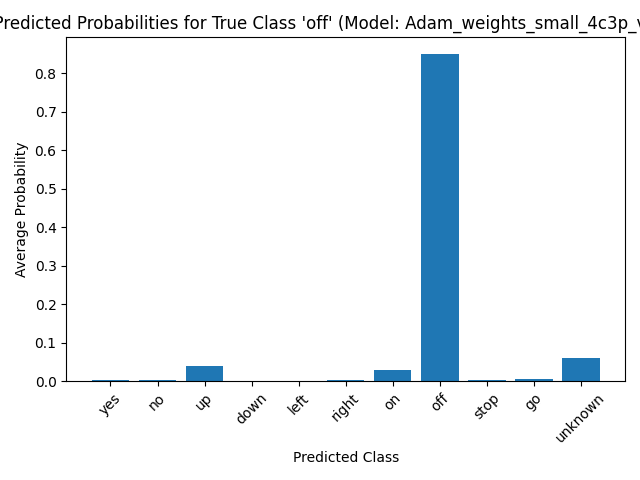 Predicted Probabilities for True Class 'off' (Model: Adam_weights_small_4c3p_
Average Probability
0.8
0.7
0.6
0.5
0.4
0.3
0.2
0.1
0.0
yes no up down left right on off stop go unknown
Predicted Class